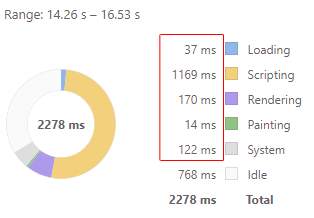 Range: 14.26 s – 16.53 s
37 ms Loading
1169 ms Scripting
170 ms Rendering
2278 ms
14 ms Painting
122 ms System
768 ms Idle
2278 ms Total